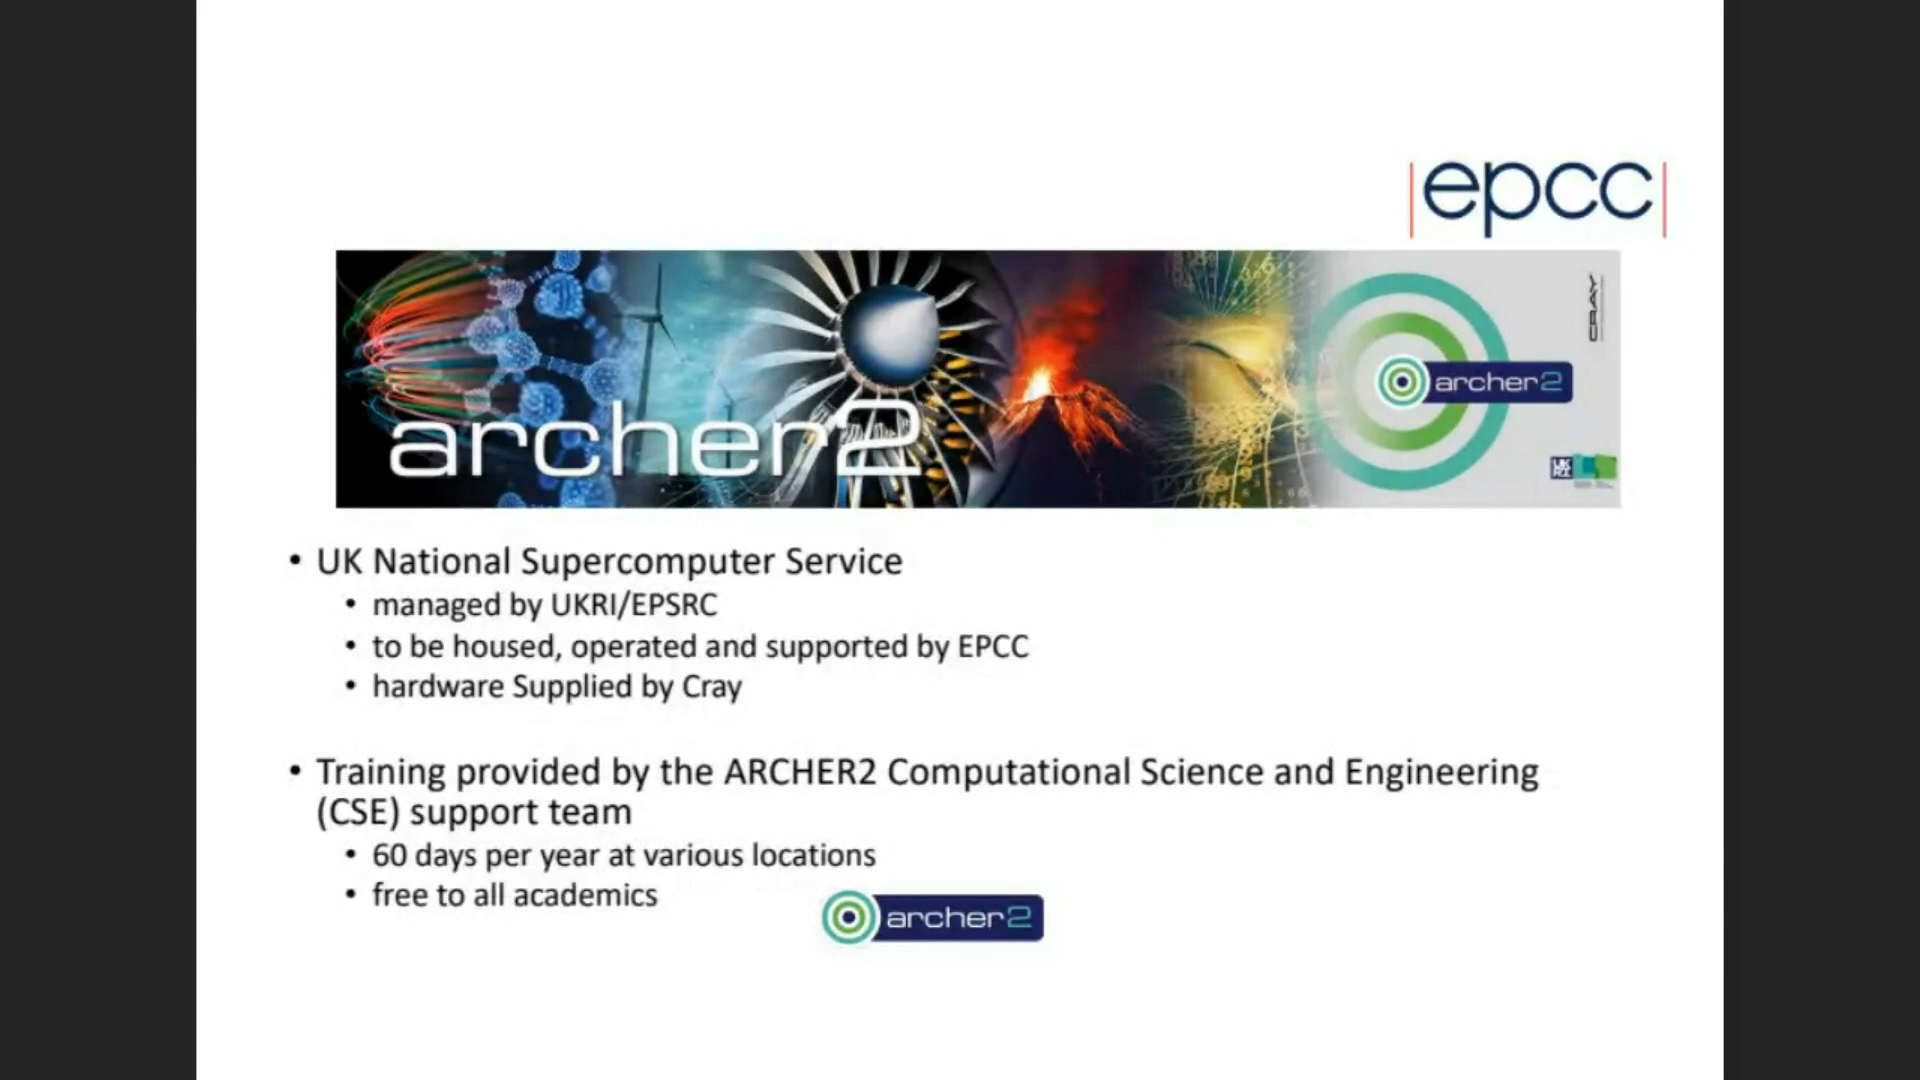 epcc
CRAY
archer2
archer2
UK
RI
• UK National Supercomputer Service
• managed by UKRI/EPSRC
• to be housed, operated and supported by EPCC
• hardware Supplied by Cray
• Training provided by the ARCHER2 Computational Science and Engineering
(CSE) support team
• 60 days per year at various locations
• free to all academics
archer2